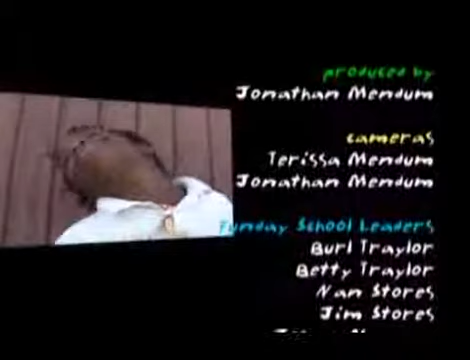 produced by
Jonathan Mendum
cameras
Terissa Mendum
Jonathan Mendum
Sunday School Leaders
Burl Traylor
Betty Traylor
Nan Stores
Jim Stores